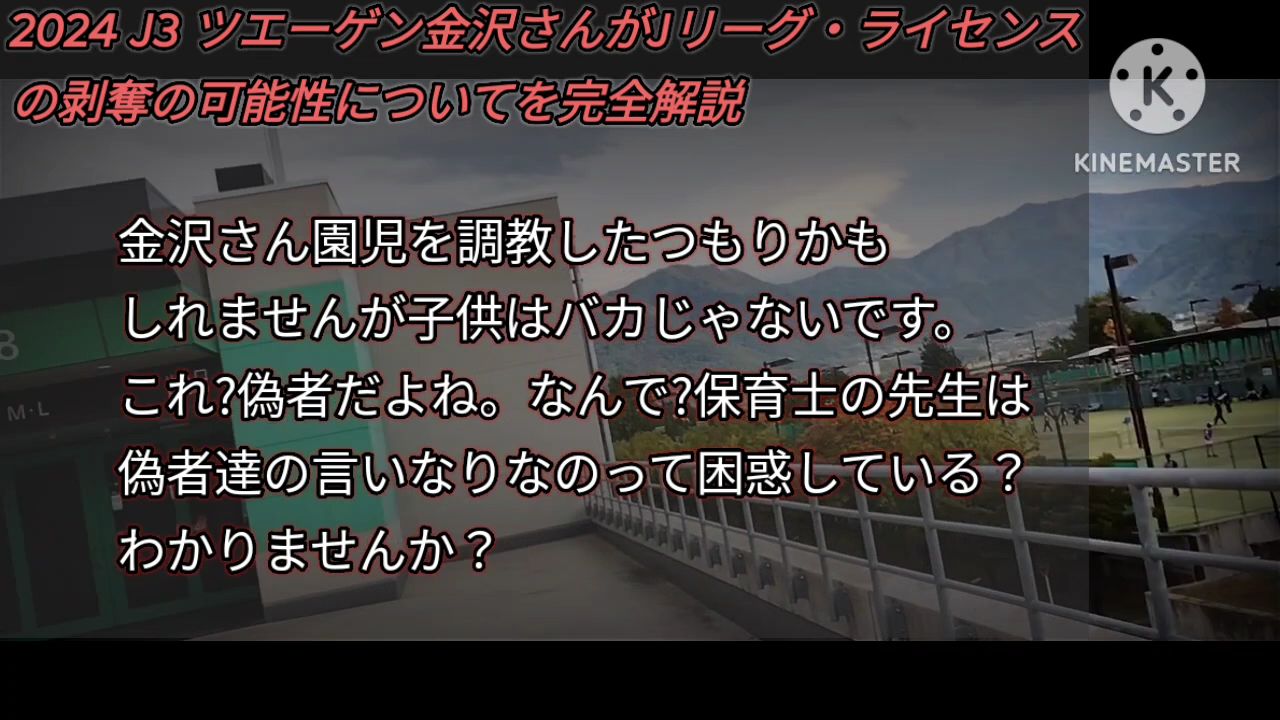 2024 J3 ツエーゲン金沢さんがJリーグ・ライセンス
の剥奪の可能性についてを完全解説
KINEMASTER
金沢さん園児を調教したつもりかも
しれませんが子供はバカじゃないです。
これ?偽者だよね。なんで?保育士の先生は
偽者達の言いなりなのって困惑している？
わかりませんか？
8
M·L